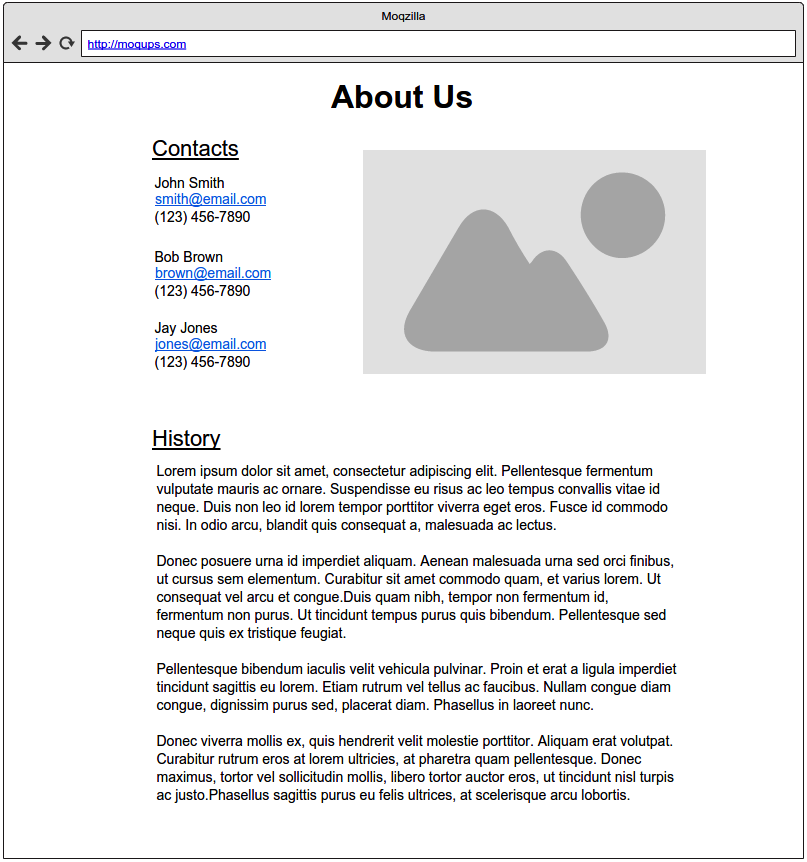 Moqzilla
http://moqups.com
About Us
Contacts
John Smith
smith@email.com
(123) 456-7890
Bob Brown
brown@email.com
(123) 456-7890
Jay Jones
jones@email.com
(123) 456-7890
History
Lorem ipsum dolor sit amet, consectetur adipiscing elit. Pellentesque fermentum
vulputate mauris ac ornare. Suspendisse eu risus ac leo tempus convallis vitae id
neque. Duis non leo id lorem tempor porttitor viverra eget eros. Fusce id commodo
nisi. In odio arcu, blandit quis consequat a, malesuada ac lectus.
Donec posuere urna id imperdiet aliquam. Aenean malesuada urna sed orci finibus,
ut cursus sem elementum. Curabitur sit amet commodo quam, et varius lorem. Ut
consequat vel arcu et congue.Duis quam nibh, tempor non fermentum id,
fermentum non purus. Ut tincidunt tempus purus quis bibendum. Pellentesque sed
neque quis ex tristique feugiat.
Pellentesque bibendum iaculis velit vehicula pulvinar. Proin et erat a ligula imperdiet
tincidunt sagittis eu lorem. Etiam rutrum vel tellus ac faucibus. Nullam congue diam
congue, dignissim purus sed, placerat diam. Phasellus in laoreet nunc.
Donec viverra mollis ex, quis hendrerit velit molestie porttitor. Aliquam erat volutpat.
Curabitur rutrum eros at lorem ultricies, at pharetra quam pellentesque. Donec
maximus, tortor vel sollicitudin mollis, libero tortor auctor eros, ut tincidunt nisl turpis
ac justo.Phasellus sagittis purus eu felis ultrices, at scelerisque arcu lobortis.